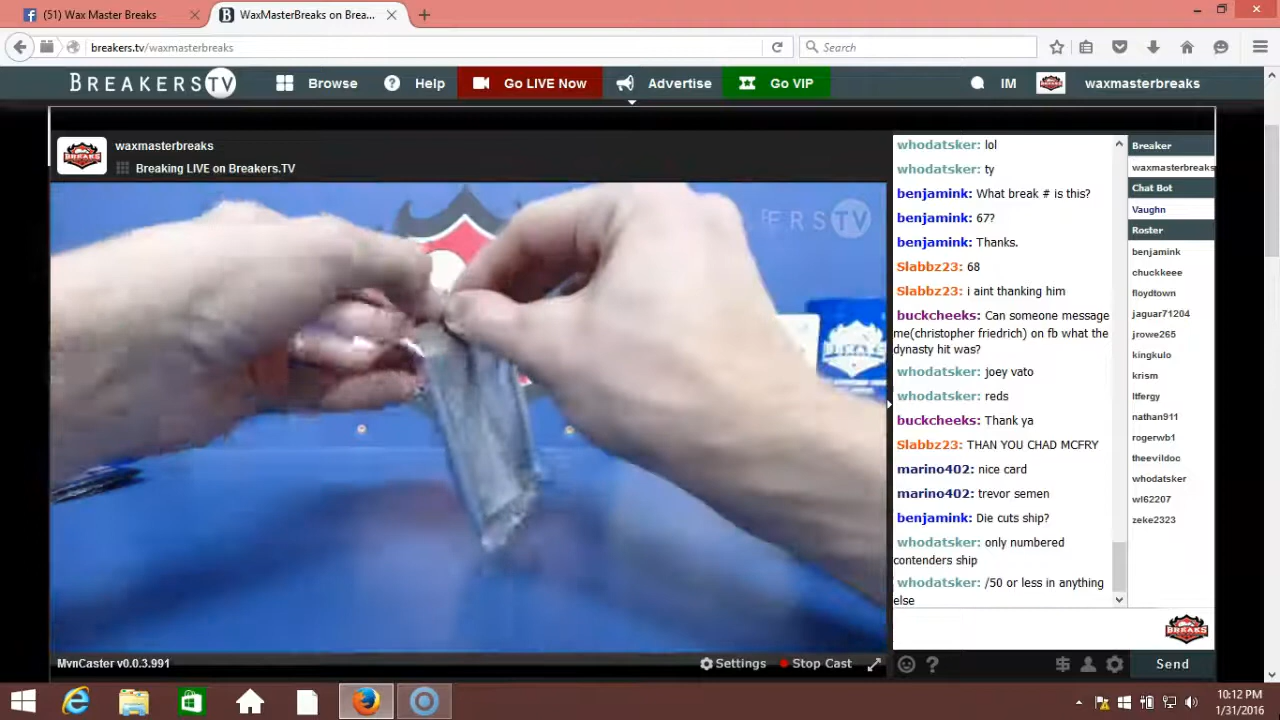 (51) Wax Master Breaks
WaxMasterBreaks on Brea...
breakers.tv/waxmasterbreaks
Search
BREAKERSTV
Browse
Help
Go LIVE Now
Advertise
Go VIP
IM
waxmasterbreaks
waxmasterbreaks
Breaking LIVE on Breakers.TV
ERSTV
BREAKS
MvnCaster v0.0.3.991
Settings
Stop Cast
whodatsker: lol
whodatsker: ty
benjamink: What break # is this?
benjamink: 67?
benjamink: Thanks.
Slabbz23: 68
Slabbz23: i aint thanking him
buckcheeks: Can someone message
me(christopher friedrich) on fb what the
dynasty hit was?
whodatsker: joey vato
whodatsker: reds
buckcheeks: Thank ya
Slabbz23: THAN YOU CHAD MCFRY
marino402: nice card
marino402: trevor semen
benjamink: Die cuts ship?
whodatsker: only numbered
contenders ship
whodatsker: /50 or less in anything
else
BREAKS
Send
Breaker
waxmasterbreaks
Chat Bot
Vaughn
Roster
benjamink
chuckkeee
floydtown
jaguar71204
jrowe265
kingkulo
krism
ltfergy
nathan911
rogerwb1
theevildoc
whodatsker
wl62207
zeke2323
10:12 PM
1/31/2016